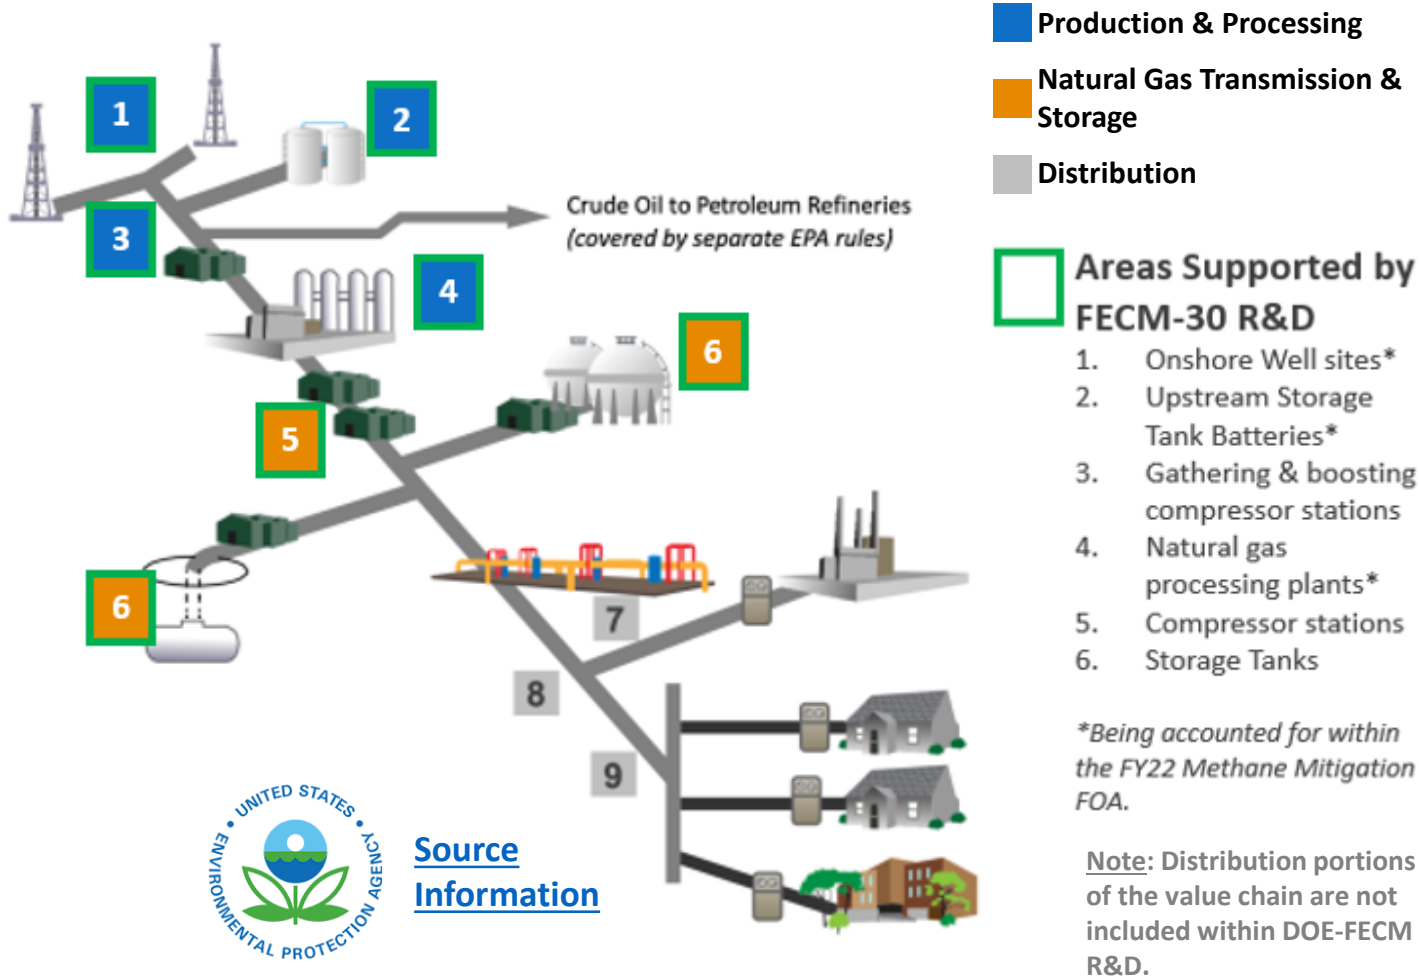 Production & Processing
Natural Gas Transmission &
Storage
Distribution
1
2
3
4
5
6
6
7
8
9
Crude Oil to Petroleum Refineries
(covered by separate EPA rules)
Areas Supported by
FECM-30 R&D
1. Onshore Well sites*
2. Upstream Storage
Tank Batteries*
3. Gathering & boosting
compressor stations
4. Natural gas
processing plants*
5. Compressor stations
6. Storage Tanks
*Being accounted for within
the FY22 Methane Mitigation
FOA.
Note: Distribution portions
of the value chain are not
included within DOE-FECM
R&D.
UNITED STATES
ENVIRONMENTAL PROTECTION AGENCY
Source
Information